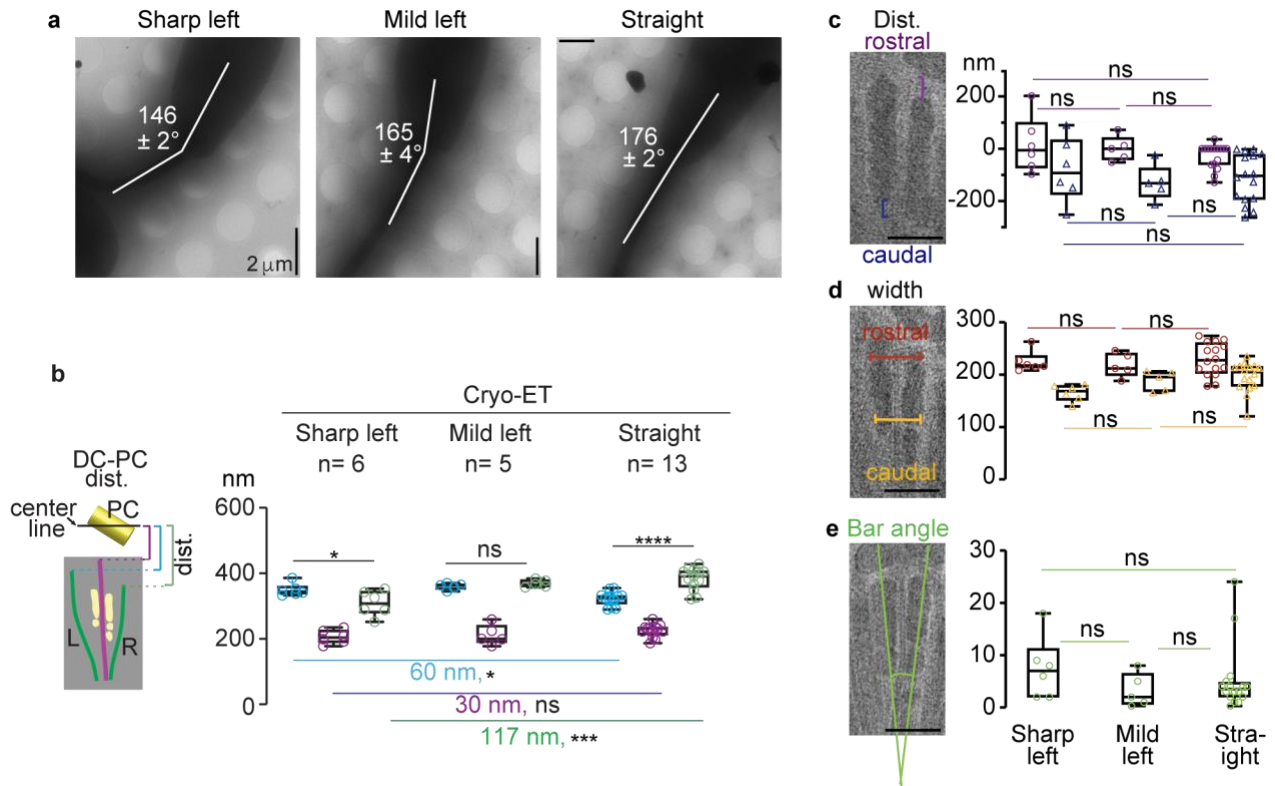 a
Sharp left
Mild left
Straight
146
± 2°
165
± 4°
176
± 2°
2 μm
b
Cryo-ET
Sharp left
Mild left
Straight
n= 6
n= 5
n= 13
DC-PC
dist.
center
line
PC
dist.
L
R
nm
600
400
200
0
*
ns
****
60 nm, *
30 nm, ns
117 nm, ***
c
Dist.
rostral
caudal
nm
200
0
-200
ns
ns
ns
ns
ns
ns
d
width
rostral
caudal
300
200
100
0
ns
ns
ns
ns
e
Bar angle
30
20
10
0
ns
ns
ns
Sharp
left
Mild
left
Stra-
ight